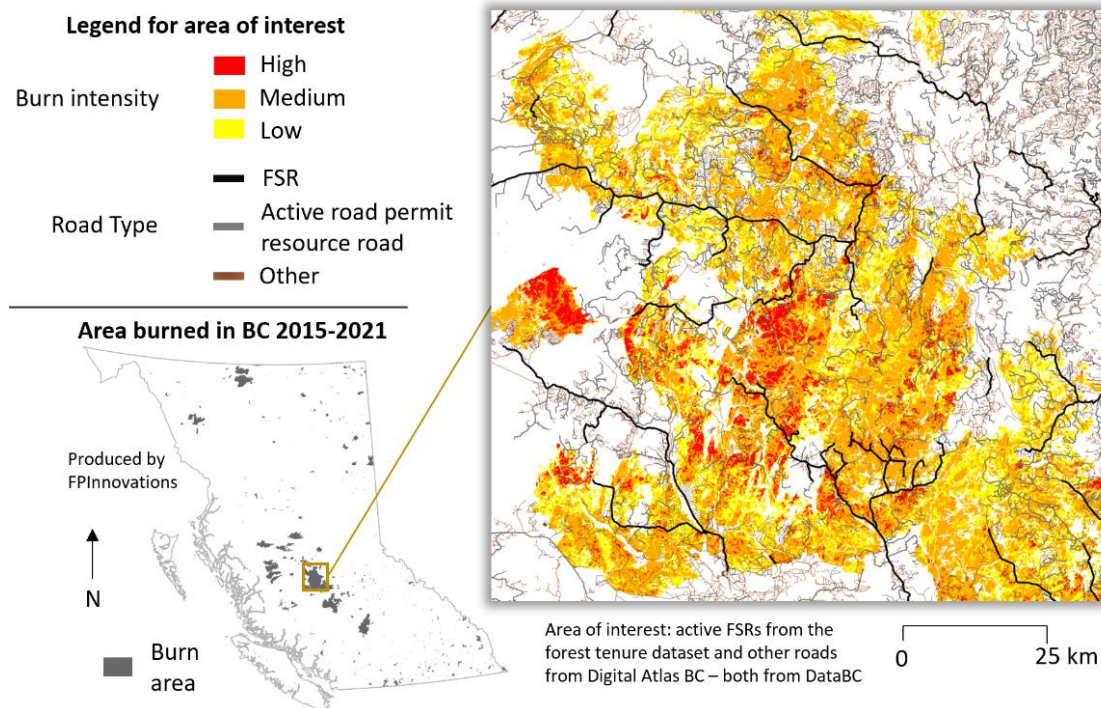 Legend for area of interest
Burn intensity
High
Medium
Low
Road Type
FSR
Active road permit
resource road
Other
Area burned in BC 2015-2021
Produced by
FPInnovations
N
Burn
area
Area of interest: active FSRs from the
forest tenure dataset and other roads
from Digital Atlas BC – both from DataBC
0
25 km